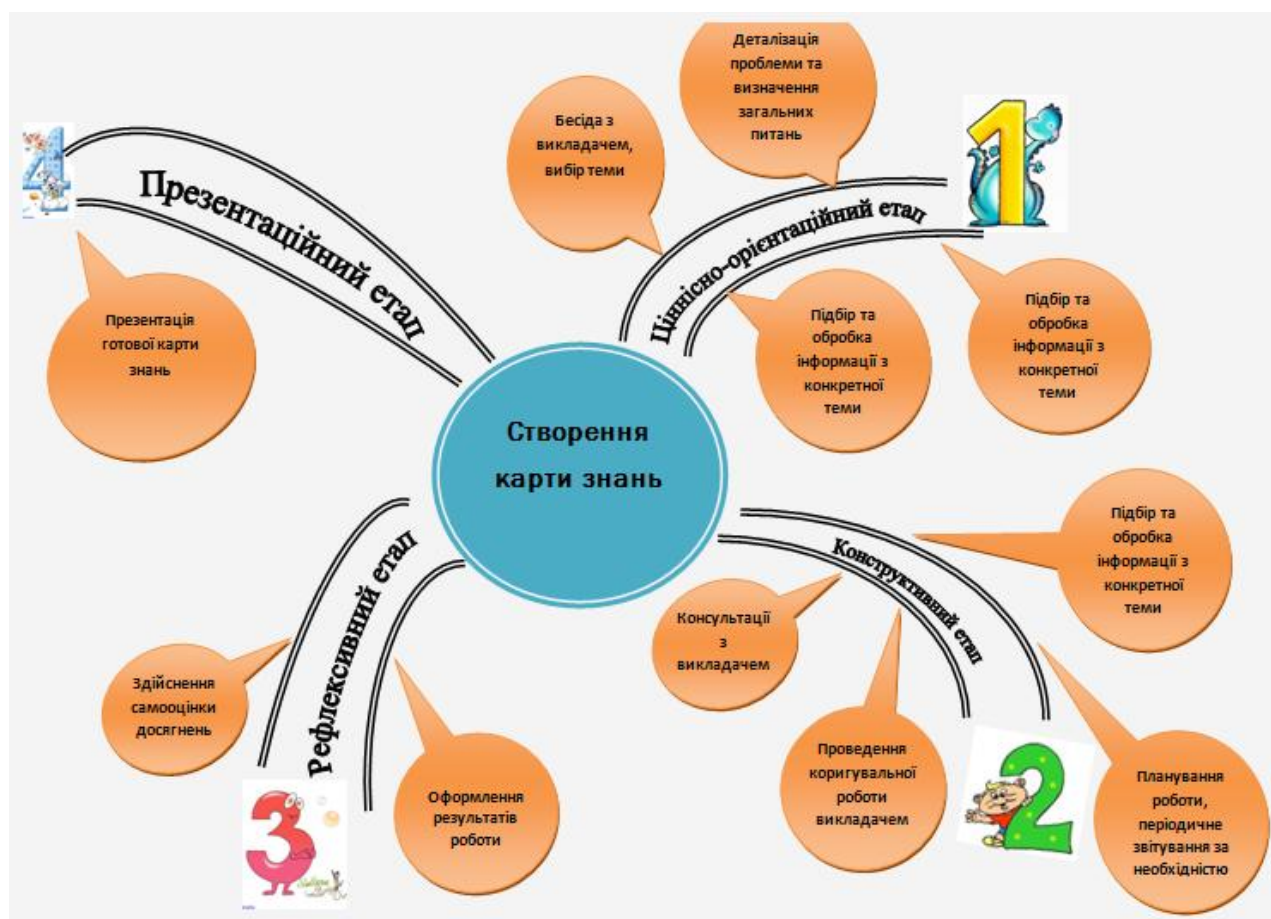 Створення
карти знань
1
Ціннісно-орієнтаційний етап
Бесіда з
викладачем,
вибір теми
Деталізація
проблеми та
визначення
загальних
питань
Підбір та
обробка
інформації з
конкретної
теми
Підбір та
обробка
інформації з
конкретної
теми
2
Конструктивний етап
Підбір та
обробка
інформації з
конкретної
теми
Консультації
з
викладачем
Проведення
коригувальної
роботи
викладачем
Планування
роботи,
періодичне
звітування за
необхідністю
3
Рефлексивний етап
Здійснення
самооцінки
досягнень
Оформлення
результатів
роботи
4
Презентаційний етап
Презентація
готової карти
знань